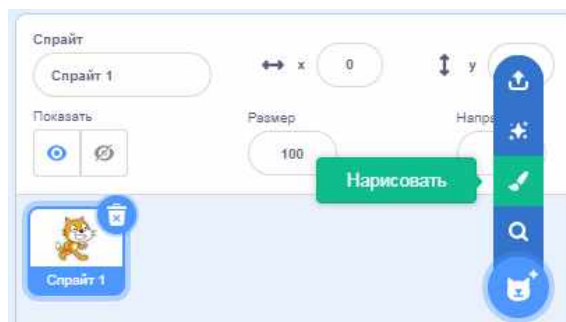 Спрайт
Спрайт 1
x
0
y
Показать
Размер
Напра
100
Нарисовать
Спрайт 1